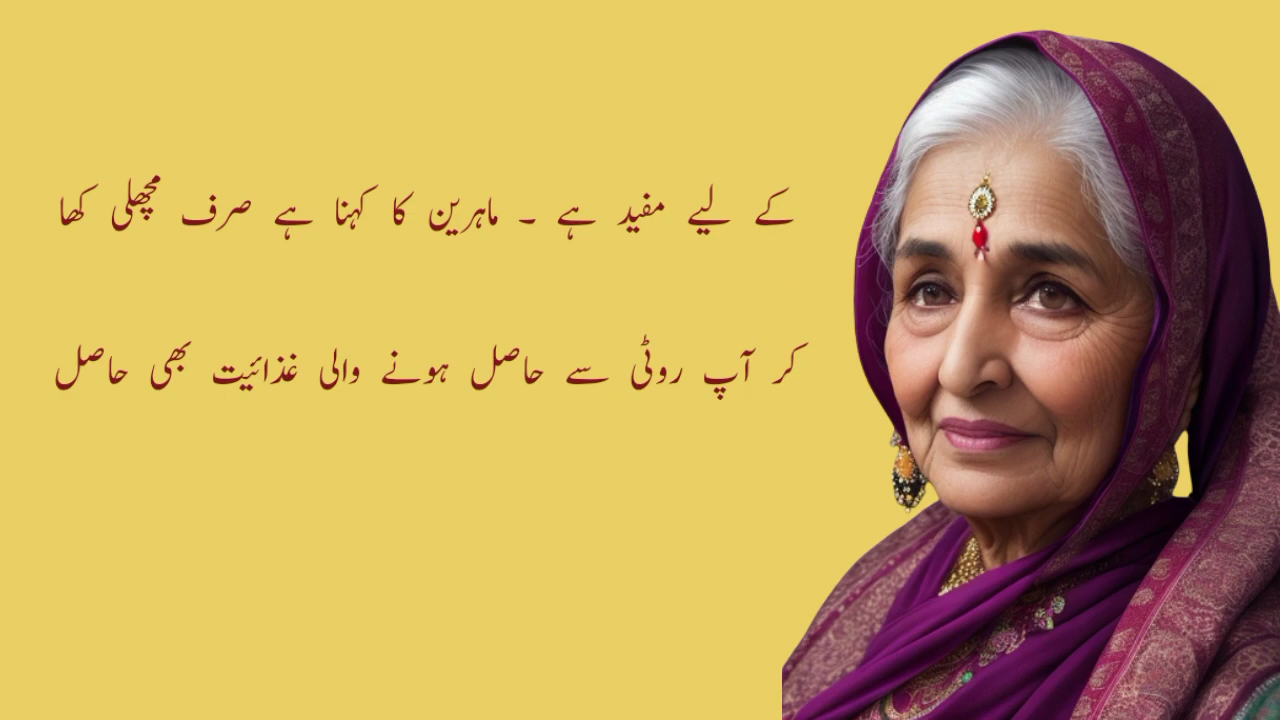 کے لیے مفید ہے ۔ ماہرین کا کہنا ہے صرف مچھلی کھا
کر آپ روٹی سے حاصل ہونے والی غذائیت بھی حاصل